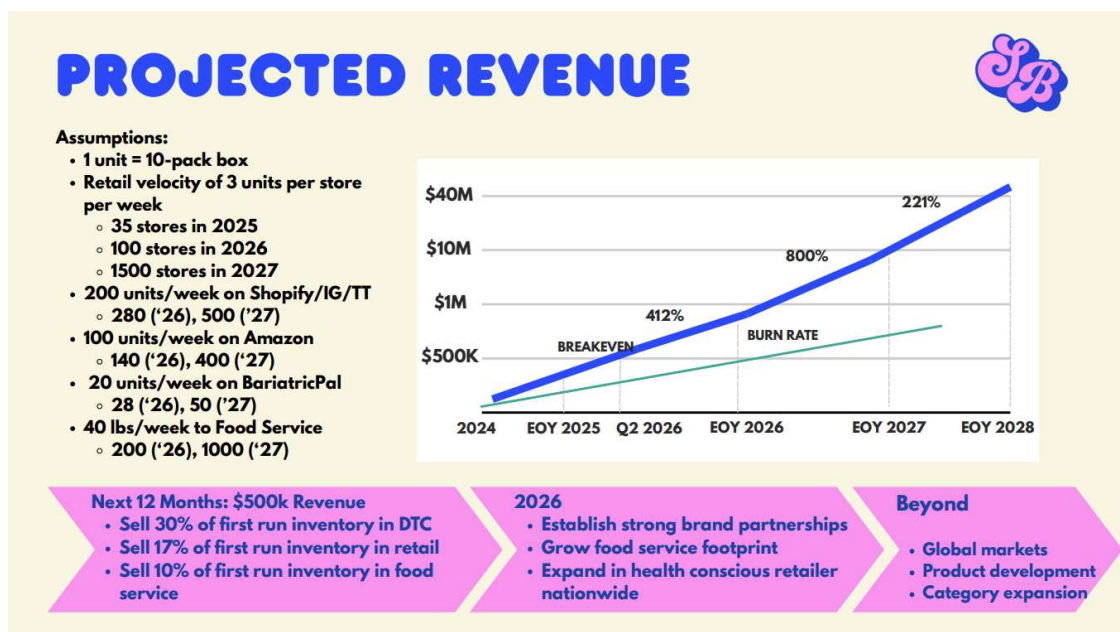 PROJECTED REVENUE
SB
Assumptions:
• 1 unit = 10-pack box
• Retail velocity of 3 units per store
per week
◦ 35 stores in 2025
◦ 100 stores in 2026
◦ 1500 stores in 2027
• 200 units/week on Shopify/IG/TT
◦ 280 (‘26), 500 (’27)
• 100 units/week on Amazon
◦ 140 (‘26), 400 (‘27)
• 20 units/week on BariatricPal
◦ 28 (‘26), 50 (’27)
• 40 lbs/week to Food Service
◦ 200 (‘26), 1000 (‘27)
$40M
$10M
$1M
$500K
221%
800%
412%
BREAKEVEN
BURN RATE
2024
EOY 2025
Q2 2026
EOY 2026
EOY 2027
EOY 2028
Next 12 Months: $500k Revenue
• Sell 30% of first run inventory in DTC
• Sell 17% of first run inventory in retail
• Sell 10% of first run inventory in food
service
2026
• Establish strong brand partnerships
• Grow food service footprint
• Expand in health conscious retailer
nationwide
Beyond
• Global markets
• Product development
• Category expansion